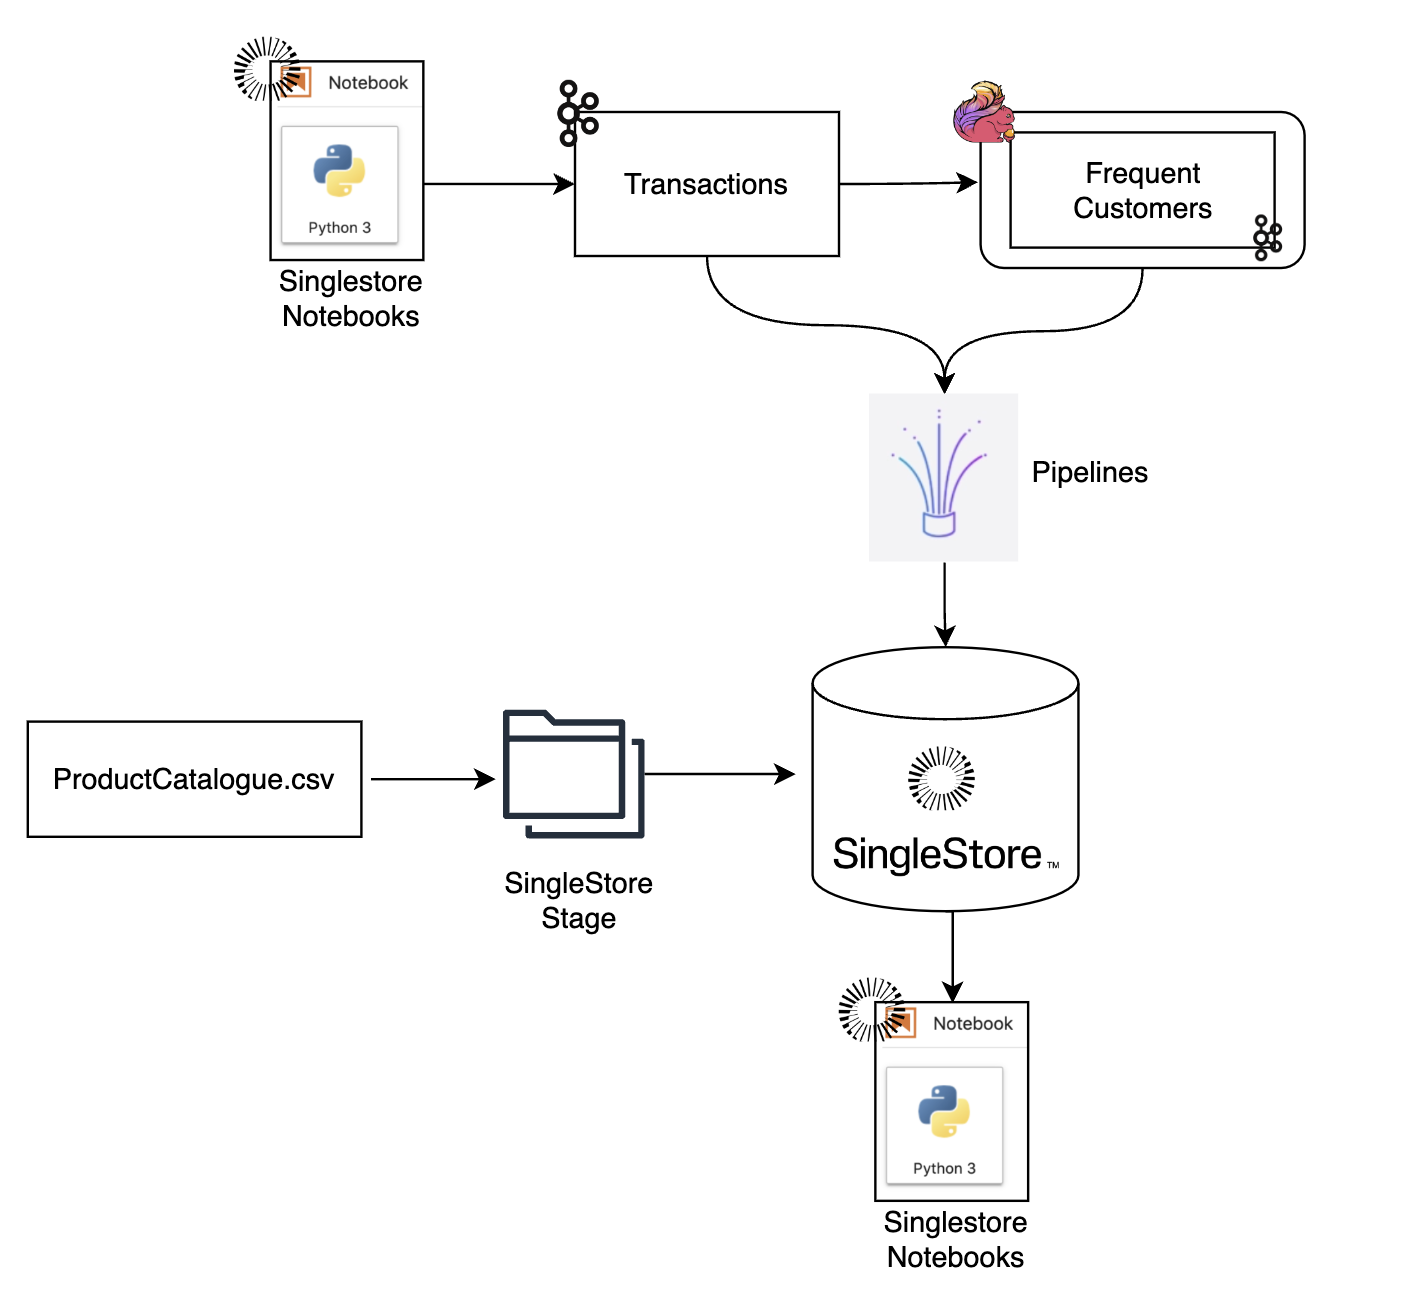 Notebook
Python 3
Singlestore
Notebooks
Transactions
Frequent
Customers
Pipelines
ProductCatalogue.csv
SingleStore
Stage
SingleStore™
Notebook
Python 3
Singlestore
Notebooks